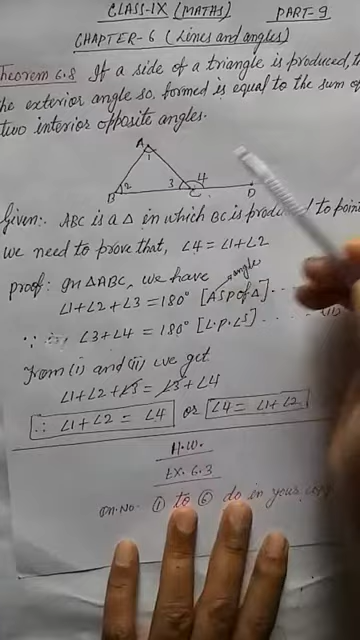 CLASS-IX (MATHS) PART-9
CHAPTER-6 (Lines and angles)
Theorem 6.8 If a side of a triangle is produced,
the exterior angle so, formed is equal to the sum of
two interior opposite angles.
A
1
2 3 4
B C D
Given:- ABC is a Δ in which BC is to point
we need to prove that, ∠4 = ∠1+∠2
proof: In ΔABC, we have
angle
∠1+∠2+∠3 = 180° [ASP of Δ] ....
∠3+∠4 = 180° [L.P. ∠s] ..... (ii)
From (i) and (ii) we get
∠1+∠2+∠3 = ∠3+∠4
∴ ∠1+∠2 = ∠4 or ∠4 = ∠1+∠2
H.W.
EX. 6.3
Qn. No. ① to ⑥ do in your